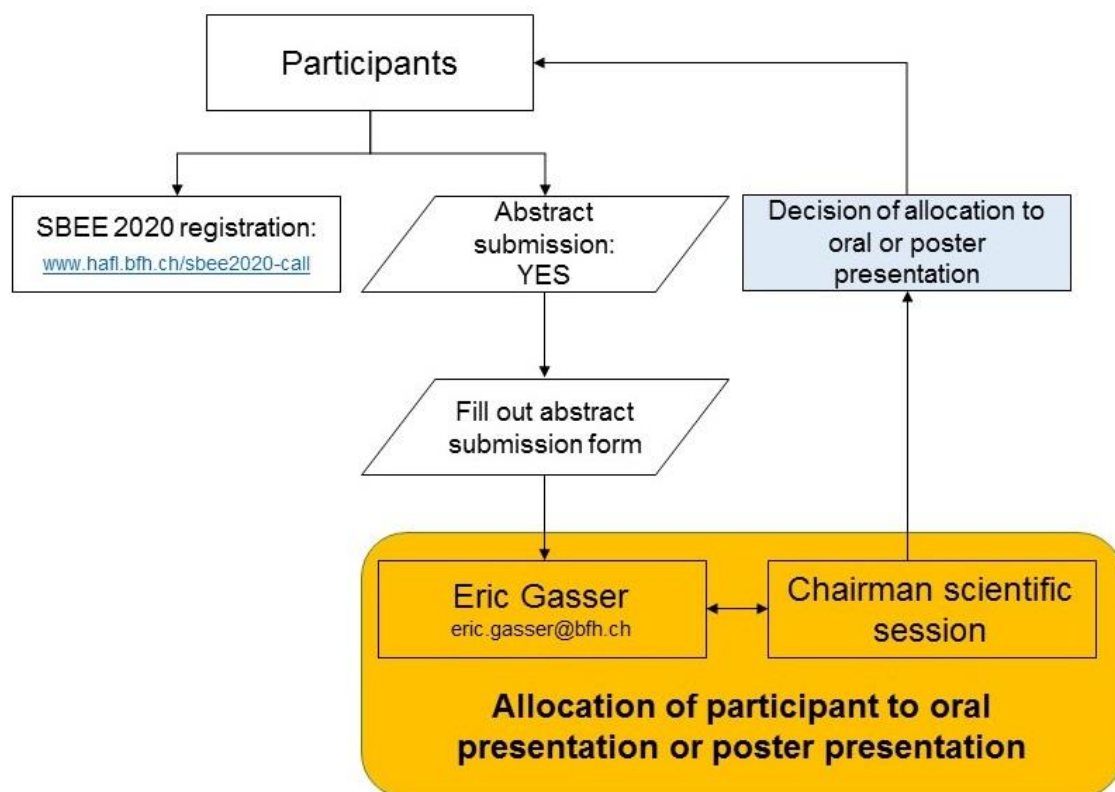 Participants
SBEE 2020 registration:
www.hafl.bfh.ch/sbee2020-call
Abstract
submission:
YES
Decision of allocation to
oral or poster
presentation
Fill out abstract
submission form
Eric Gasser
eric.gasser@bfh.ch
Chairman scientific
session
Allocation of participant to oral
presentation or poster presentation